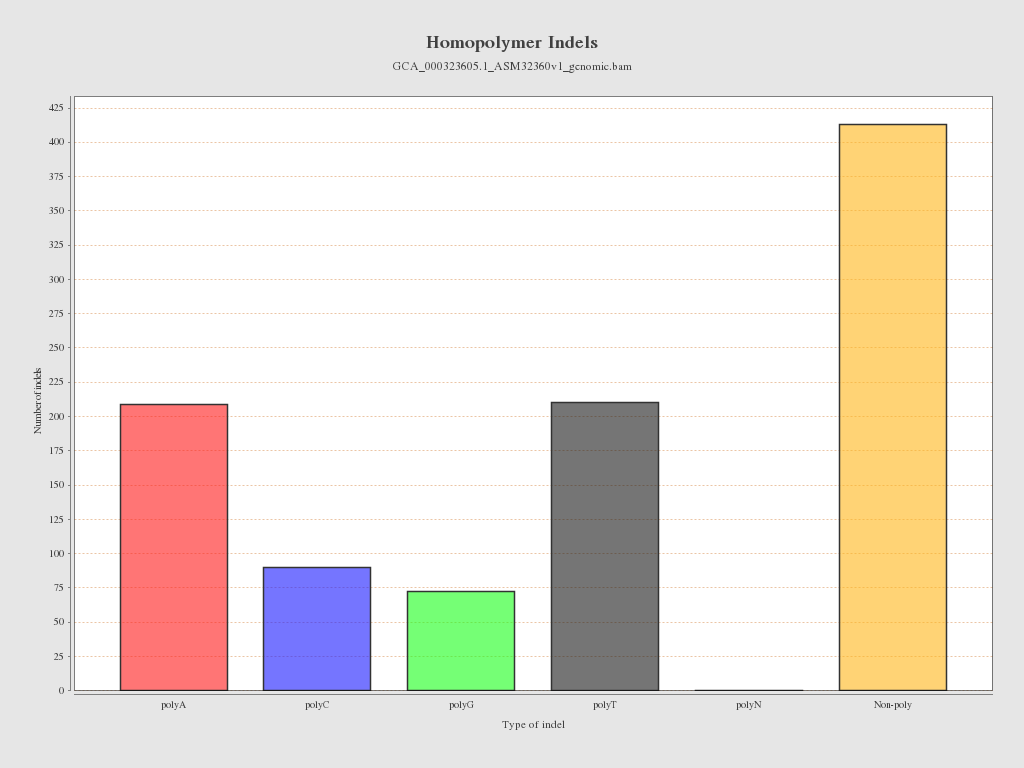 Homopolymer Indels
GCA_000323605.1_ASM32360v1_genomic.bam
425
400
375
350
325
300
275
250
225
200
175
150
125
100
75
50
25
0
Number of indels
polyA
polyC
polyG
polyT
polyN
Non-poly
Type of indel